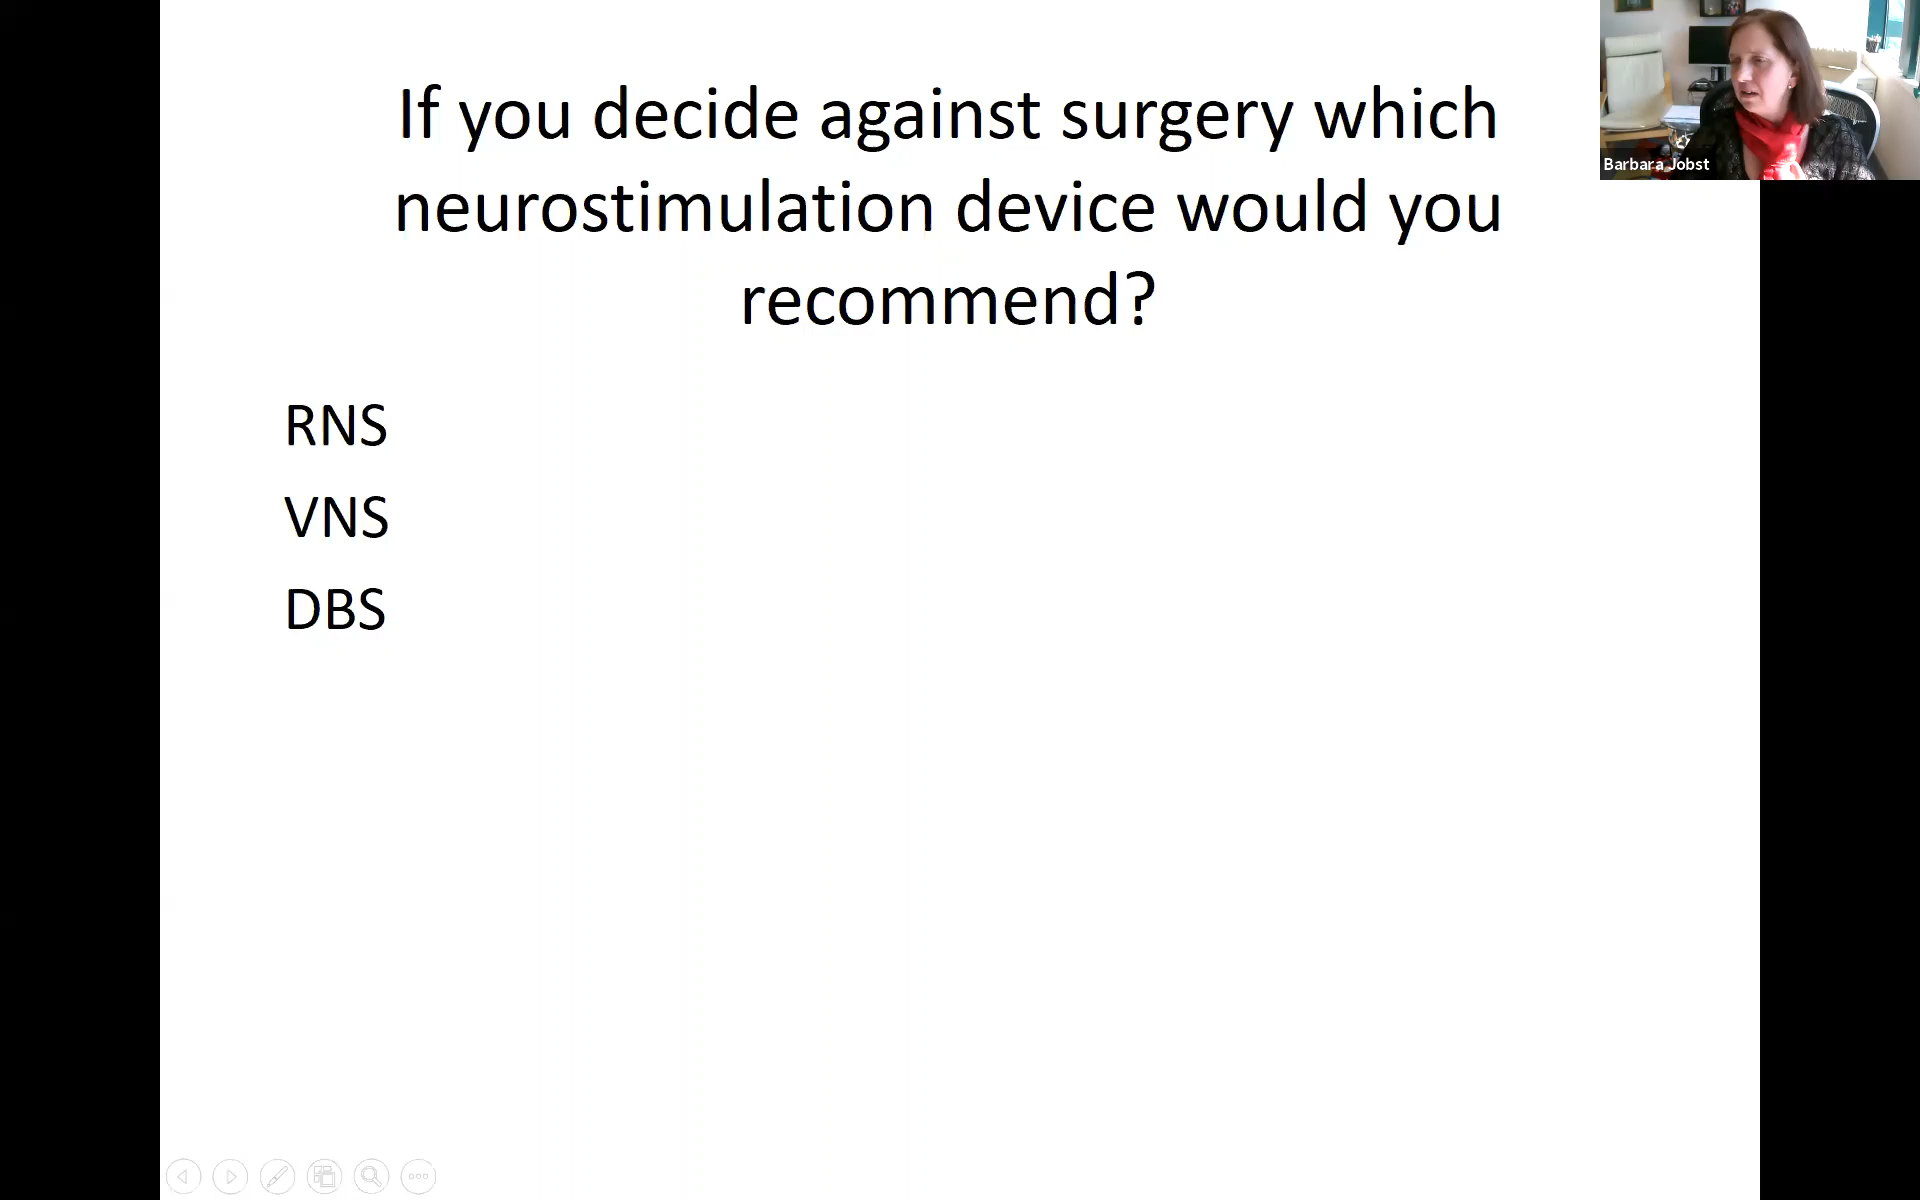 If you decide against surgery which
neurostimulation device would you
recommend?
RNS
VNS
DBS
Barbara Jobst